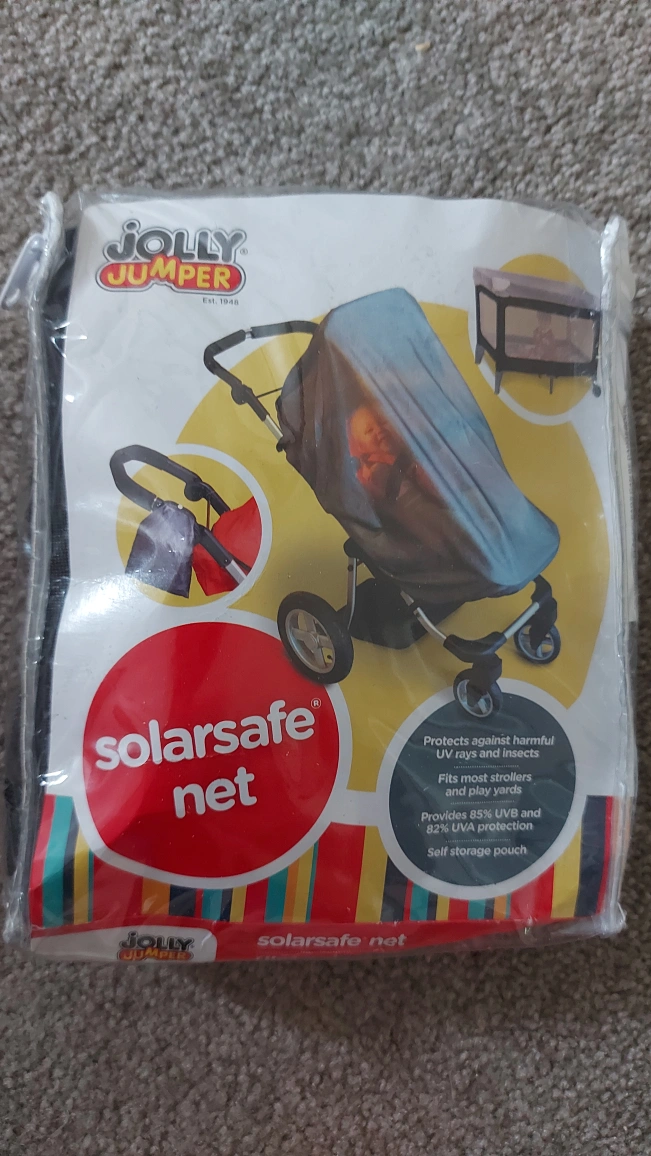 JOLLY
JUMPER®
Est. 1948
solarsafe®
net
Protects against harmful
UV rays and insects
Fits most strollers
and play yards
Provides 85% UVB and
82% UVA protection
Self storage pouch
JOLLY
JUMPER
solarsafe® net